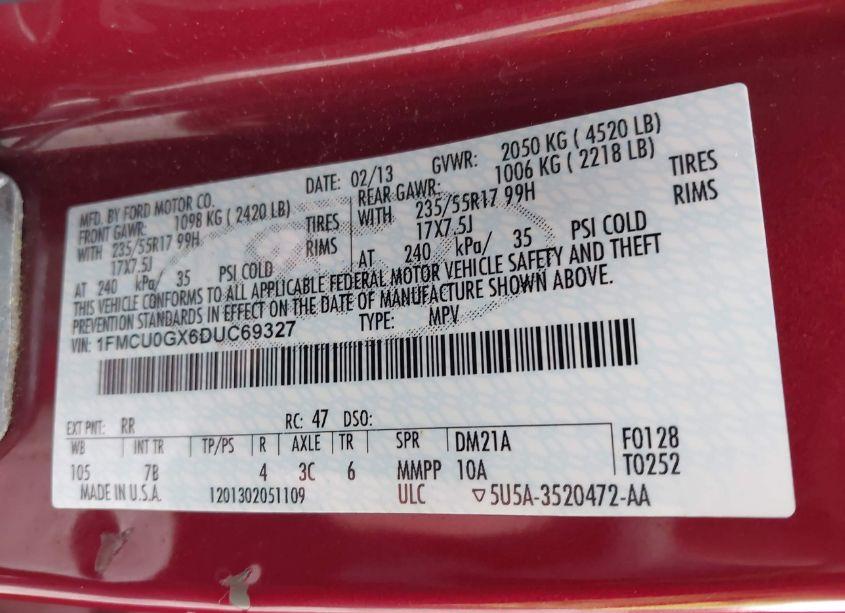 MFD. BY FORD MOTOR CO. DATE: 02/13 GVWR: 2050 KG ( 4520 LB)
FRONT GAWR: 1098 KG ( 2420 LB) REAR GAWR: 1006 KG ( 2218 LB)
WITH 235/55R17 99H TIRES WITH 235/55R17 99H TIRES
17X7.5J RIMS 17X7.5J RIMS
AT 240 kPa/ 35 PSI COLD AT 240 kPa/ 35 PSI COLD
THIS VEHICLE CONFORMS TO ALL APPLICABLE FEDERAL MOTOR VEHICLE SAFETY AND THEFT
PREVENTION STANDARDS IN EFFECT ON THE DATE OF MANUFACTURE SHOWN ABOVE.
VIN: 1FMCU0GX6DUC69327 TYPE: MPV
EXT PNT: RR RC: 47 DSO:
WB INT TR TP/PS R AXLE TR SPR DM21A F0128
105 7B 4 3C 6 MMPP 10A T0252
MADE IN U.S.A. 1201302051109 ULC ▽5U5A-3520472-AA